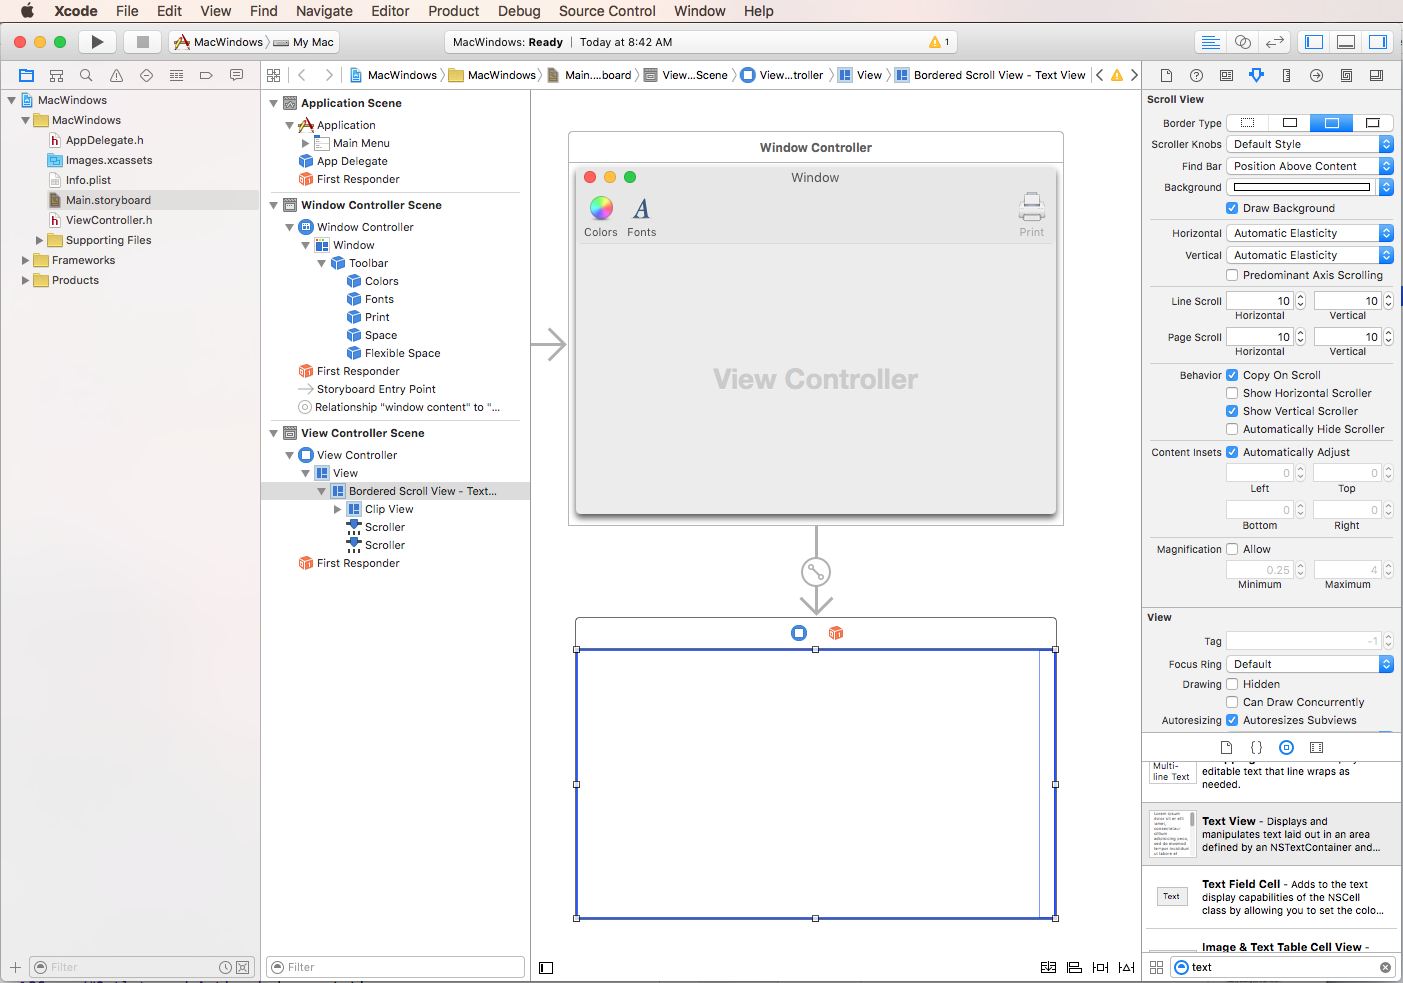 Xcode File Edit View Find Navigate Editor Product Debug Source Control Window Help
MacWindows My Mac
MacWindows: Ready | Today at 8:42 AM
1
MacWindows MacWindows Main....board View...Scene View...troller View Bordered Scroll View - Text View
MacWindows
MacWindows
AppDelegate.h
Images.xcassets
Info.plist
Main.storyboard
ViewController.h
Supporting Files
Frameworks
Products
Filter
Application Scene
Application
Main Menu
App Delegate
First Responder
Window Controller Scene
Window Controller
Window
Toolbar
Colors
Fonts
Print
Space
Flexible Space
First Responder
Storyboard Entry Point
Relationship "window content" to "...
View Controller Scene
View Controller
View
Bordered Scroll View - Text...
Clip View
Scroller
Scroller
First Responder
Filter
Window Controller
Window
Colors Fonts Print
View Controller
Scroll View
Border Type
Scroller Knobs Default Style
Find Bar Position Above Content
Background
Draw Background
Horizontal Automatic Elasticity
Vertical Automatic Elasticity
Predominant Axis Scrolling
Line Scroll 10 10
Horizontal Vertical
Page Scroll 10 10
Horizontal Vertical
Behavior Copy On Scroll
Show Horizontal Scroller
Show Vertical Scroller
Automatically Hide Scroller
Content Insets Automatically Adjust
0 0
Left Top
0 0
Bottom Right
Magnification Allow
0.25 4
Minimum Maximum
View
Tag -1
Focus Ring Default
Drawing Hidden
Can Draw Concurrently
Autoresizing Autoresizes Subviews
Multi-
line Text
editable text that line wraps as
needed.
Text View - Displays and
manipulates text laid out in an area
defined by an NSTextContainer and...
Text
Text Field Cell - Adds to the text
display capabilities of the NSCell
class by allowing you to set the colo...
Image & Text Table Cell View -
text